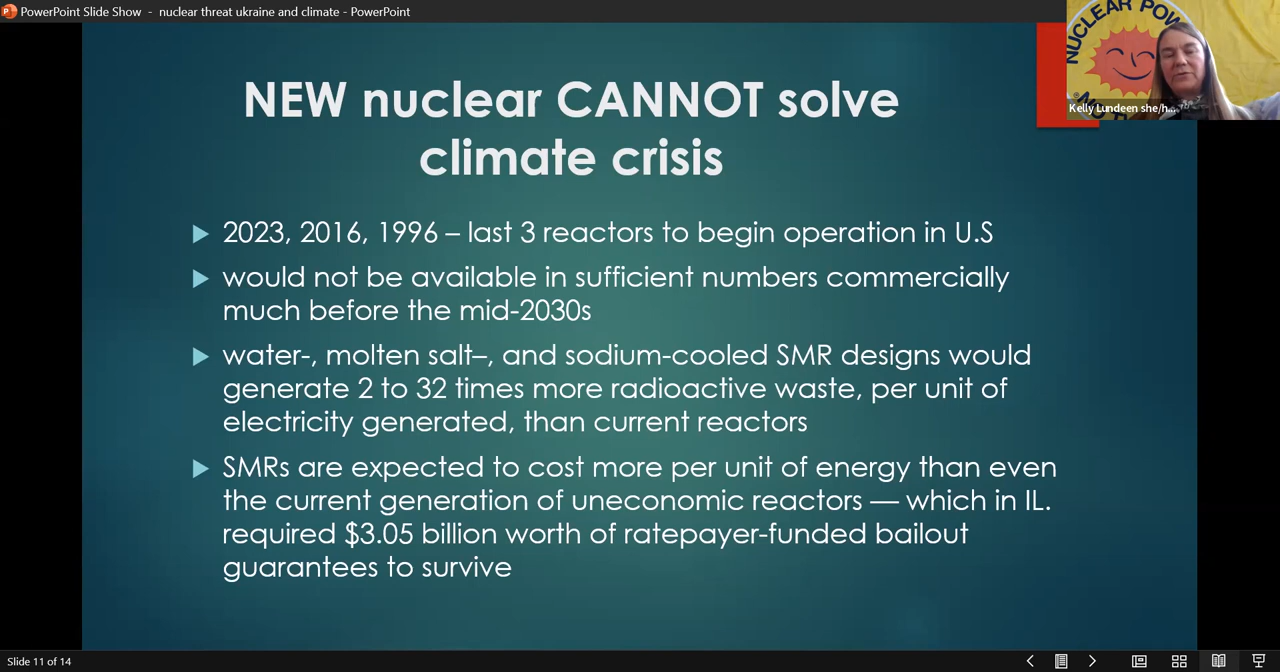 PowerPoint Slide Show - nuclear threat ukraine and climate - PowerPoint
NUCLEAR POW
Kelly Lundeen she/h...
NEW nuclear CANNOT solve
climate crisis
2023, 2016, 1996 – last 3 reactors to begin operation in U.S
would not be available in sufficient numbers commercially
much before the mid-2030s
water-, molten salt–, and sodium-cooled SMR designs would
generate 2 to 32 times more radioactive waste, per unit of
electricity generated, than current reactors
SMRs are expected to cost more per unit of energy than even
the current generation of uneconomic reactors — which in IL.
required $3.05 billion worth of ratepayer-funded bailout
guarantees to survive
Slide 11 of 14